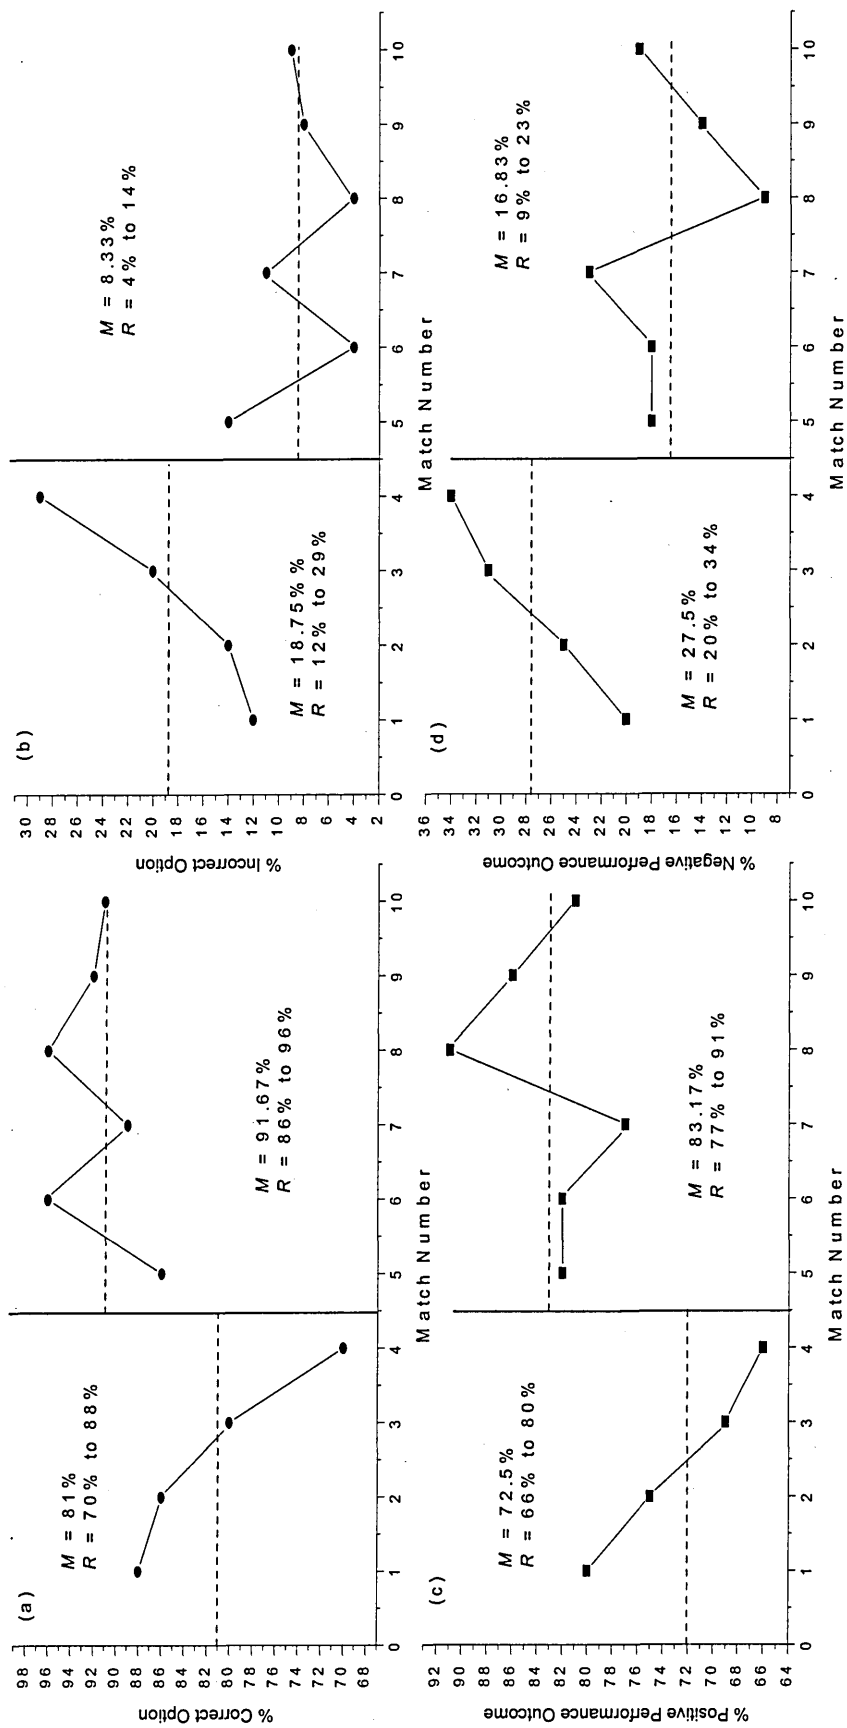 (a)
M = 81%
R = 70% to 88%
M = 91.67%
R = 86% to 96%
% Correct Option
98
96
94
92
90
88
86
84
82
80
78
76
74
72
70
68
0 1 2 3 4 5 6 7 8 9 10
Match Number
(b)
M = 18.75% %
R = 12% to 29%
M = 8.33%
R = 4% to 14%
% Incorrect Option
30
28
26
24
22
20
18
16
14
12
10
8
6
4
2
0 1 2 3 4 5 6 7 8 9 10
Match Number
(c)
M = 72.5%
R = 66% to 80%
M = 83.17%
R = 77% to 91%
% Positive Performance Outcome
92
90
88
86
84
82
80
78
76
74
72
70
68
66
64
0 1 2 3 4 5 6 7 8 9 10
Match Number
(d)
M = 27.5%
R = 20% to 34%
M = 16.83%
R = 9% to 23%
% Negative Performance Outcome
36
34
32
30
28
26
24
22
20
18
16
14
12
10
8
0 1 2 3 4 5 6 7 8 9 10
Match Number